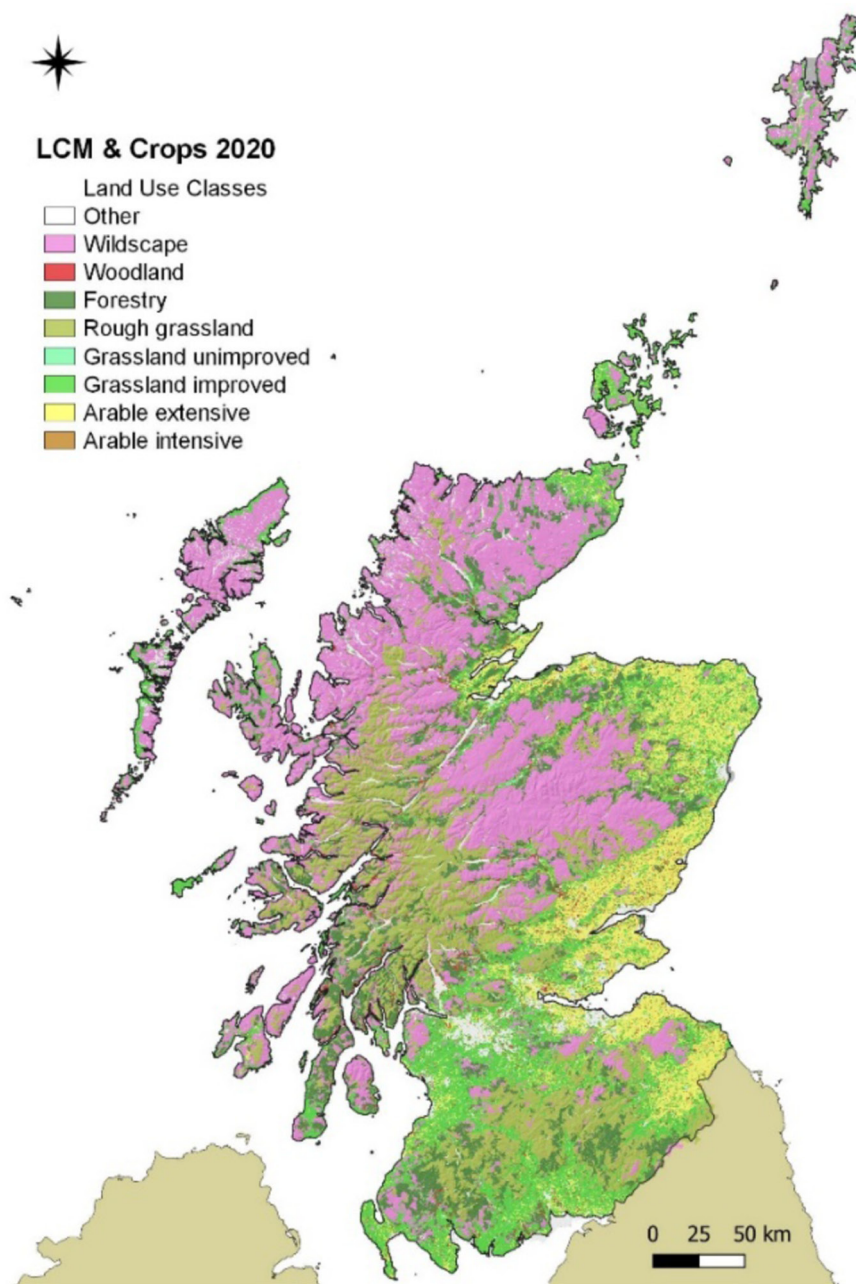 LCM & Crops 2020
Land Use Classes
Other
Wildscape
Woodland
Forestry
Rough grassland
Grassland unimproved
Grassland improved
Arable extensive
Arable intensive
0 25 50 km